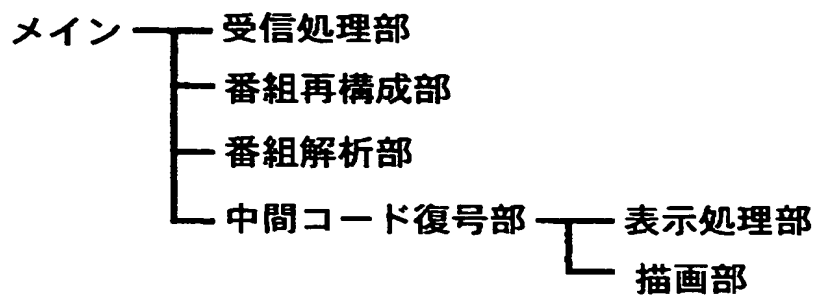 メイン 受信処理部
番組再構成部
番組解析部
中間コード復号部 表示処理部
描画部